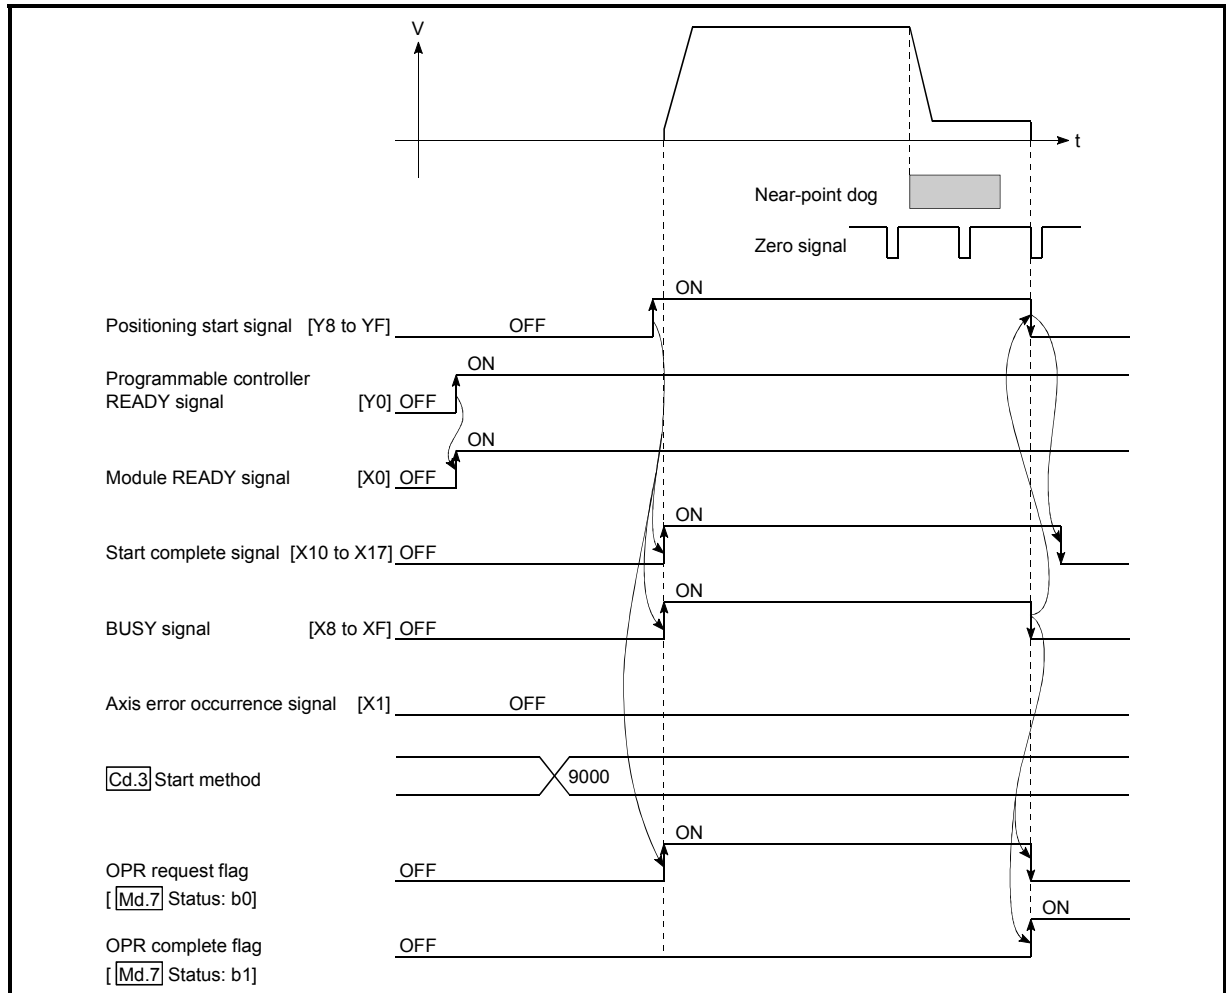 V
t
Near-point dog
Zero signal
ON
Positioning start signal [Y8 to YF] OFF
ON
Programmable controller
READY signal [Y0] OFF
ON
Module READY signal [X0] OFF
ON
Start complete signal [X10 to X17] OFF
ON
BUSY signal [X8 to XF] OFF
Axis error occurrence signal [X1] OFF
Cd.3 Start method 9000
ON
OPR request flag OFF
[ Md.7 Status: b0]
ON
OPR complete flag OFF
[ Md.7 Status: b1]